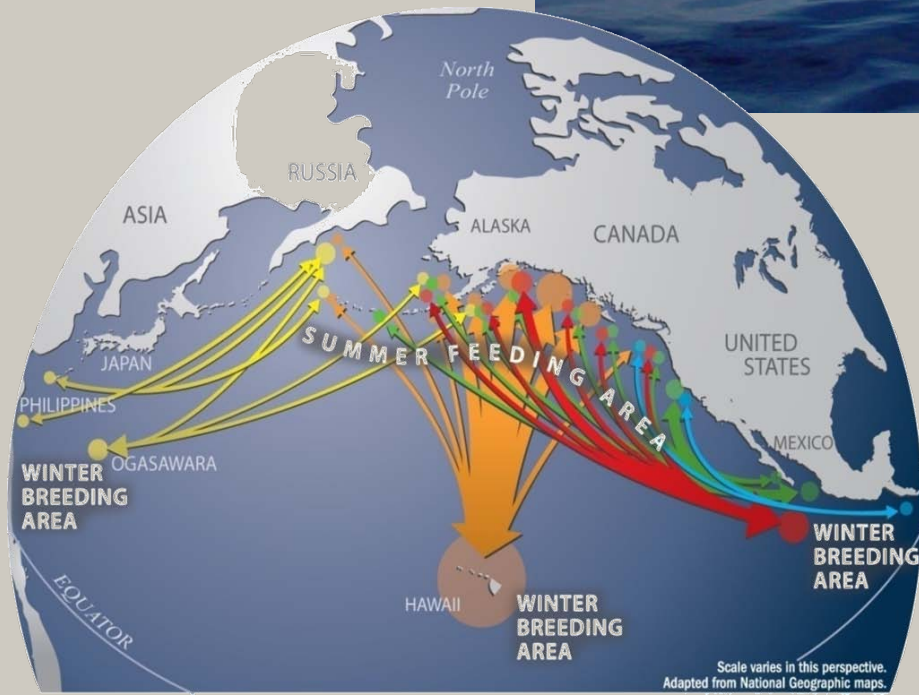 North
Pole
RUSSIA
ASIA
ALASKA
CANADA
SUMMER FEEDING AREA
JAPAN
UNITED
STATES
PHILIPPINES
MEXICO
OGASAWARA
WINTER
BREEDING
AREA
WINTER
BREEDING
AREA
HAWAII
WINTER
BREEDING
AREA
EQUATOR
Scale varies in this perspective.
Adapted from National Geographic maps.